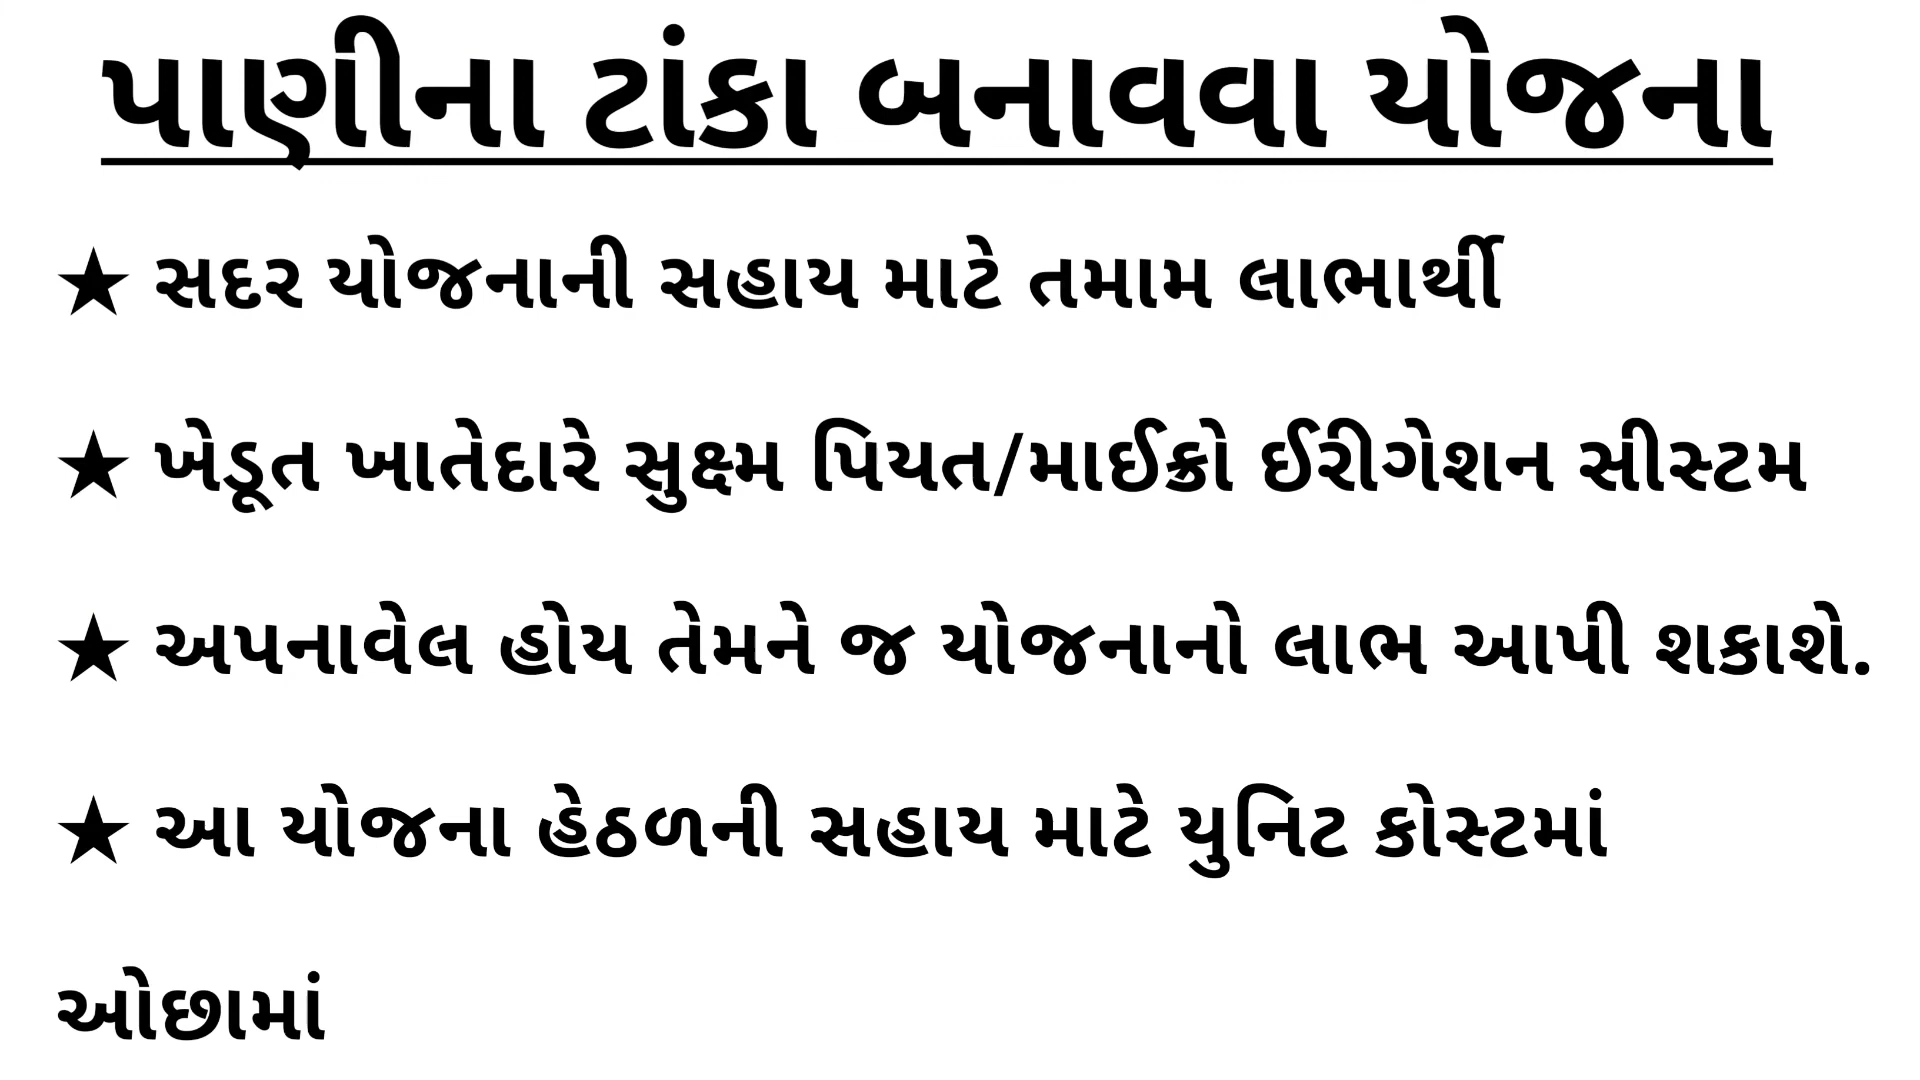 પાણીના ટાંકા બનાવવા યોજના
★ સદર યોજનાની સહાય માટે તમામ લાભાર્થી
★ ખેડૂત ખાતેદારે સુક્ષ્મ પિયત/માઈક્રો ઈરીગેશન સીસ્ટમ
★ અપનાવેલ હોય તેમને જ યોજનાનો લાભ આપી શકાશે.
★ આ યોજના હેઠળની સહાય માટે યુનિટ કોસ્ટમાં
ઓછામાં